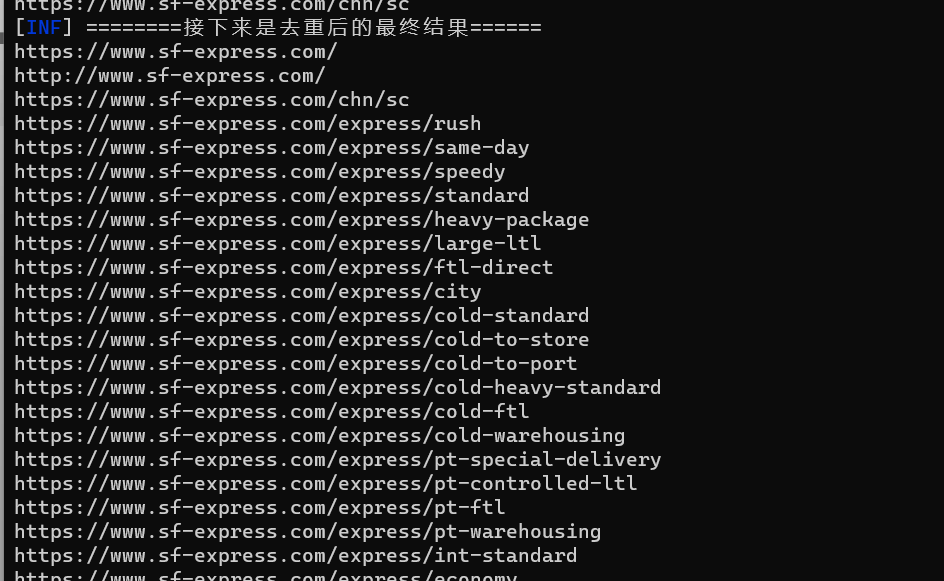 https://www.sf-express.com/chn/sc
[INF] ========接下来是去重后的最终结果======
https://www.sf-express.com/
http://www.sf-express.com/
https://www.sf-express.com/chn/sc
https://www.sf-express.com/express/rush
https://www.sf-express.com/express/same-day
https://www.sf-express.com/express/speedy
https://www.sf-express.com/express/standard
https://www.sf-express.com/express/heavy-package
https://www.sf-express.com/express/large-ltl
https://www.sf-express.com/express/ftl-direct
https://www.sf-express.com/express/city
https://www.sf-express.com/express/cold-standard
https://www.sf-express.com/express/cold-to-store
https://www.sf-express.com/express/cold-to-port
https://www.sf-express.com/express/cold-heavy-standard
https://www.sf-express.com/express/cold-ftl
https://www.sf-express.com/express/cold-warehousing
https://www.sf-express.com/express/pt-special-delivery
https://www.sf-express.com/express/pt-controlled-ltl
https://www.sf-express.com/express/pt-ftl
https://www.sf-express.com/express/pt-warehousing
https://www.sf-express.com/express/int-standard
https://www.sf-express.com/express/economy